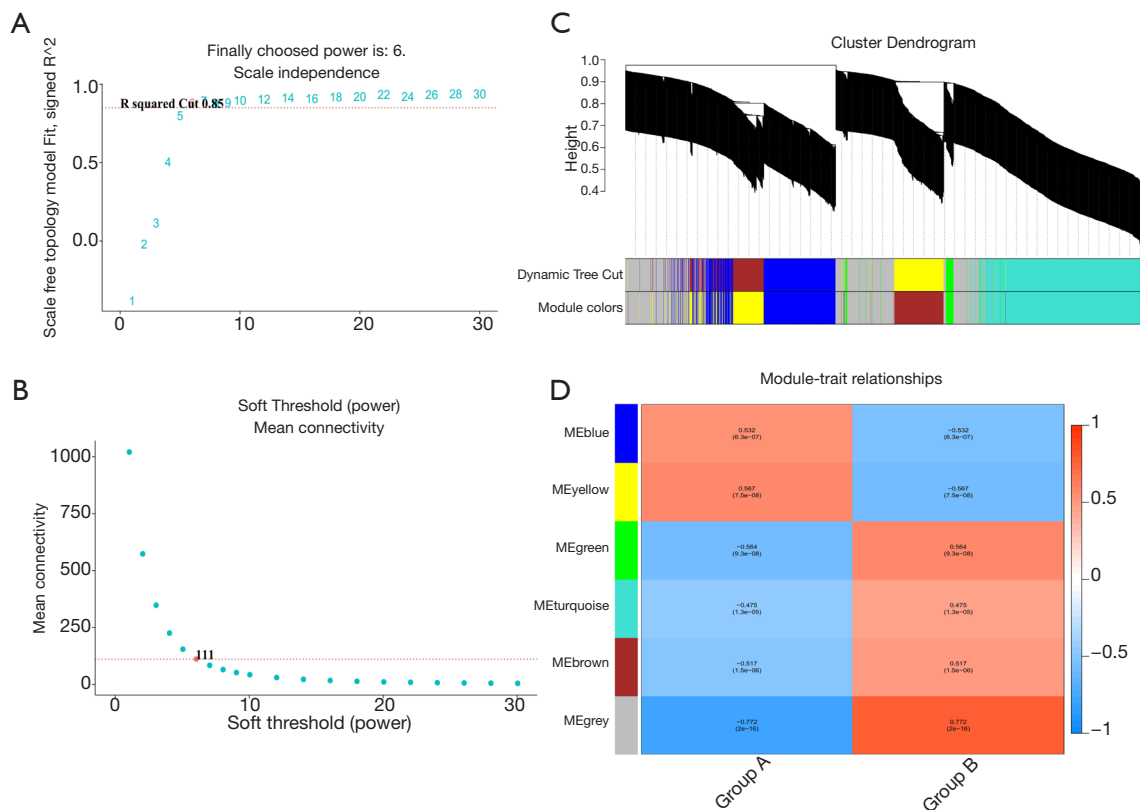 A
Finally choosed power is: 6.
Scale independence
Scale free topology model Fit, signed R^2
1.0
0.5
0.0
R squared Cut 0.85
1
2
3
4
5
7
9
10
12
14
16
18
20
22
24
26
28
30
0
10
20
30
B
Soft Threshold (power)
Mean connectivity
Mean connectivity
1000
750
500
250
0
111
0
10
20
30
Soft threshold (power)
C
Cluster Dendrogram
Height
1.0
0.9
0.8
0.7
0.6
0.5
0.4
Dynamic Tree Cut
Module colors
D
Module-trait relationships
MEblue
0.532
(6.3e-07)
−0.532
(6.3e-07)
MEyellow
0.567
(7.5e-08)
−0.567
(7.5e-08)
MEgreen
−0.564
(9.3e-08)
0.564
(9.3e-08)
MEturquoise
−0.475
(1.3e-05)
0.475
(1.3e-05)
MEbrown
−0.517
(1.5e-06)
0.517
(1.5e-06)
MEgrey
−0.772
(2e-16)
0.772
(2e-16)
Group A
Group B
1
0.5
0
−0.5
−1